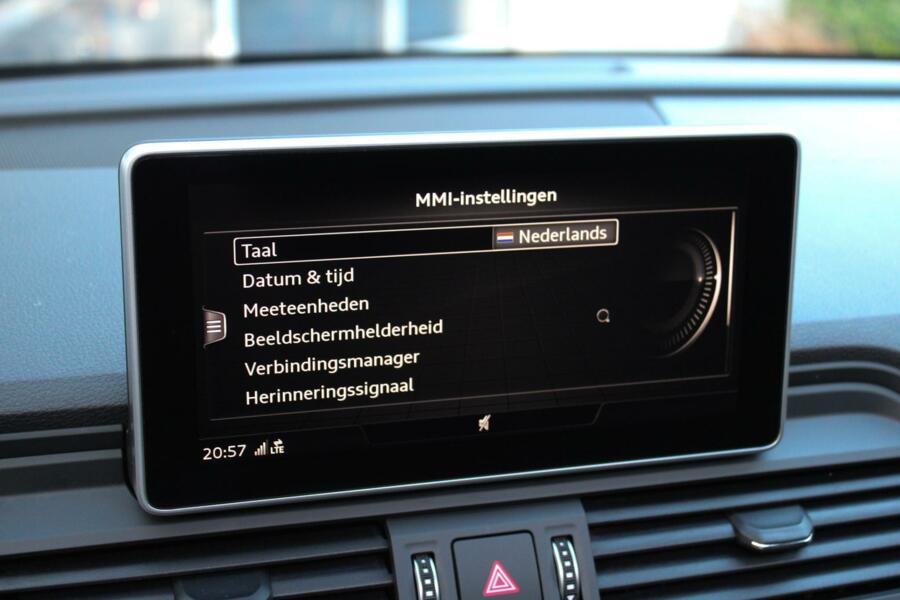 MMI-instellingen
Taal Nederlands
Datum & tijd
Meeteenheden
Beeldschermhelderheid
Verbindingsmanager
Herinneringssignaal
20:57 LTE